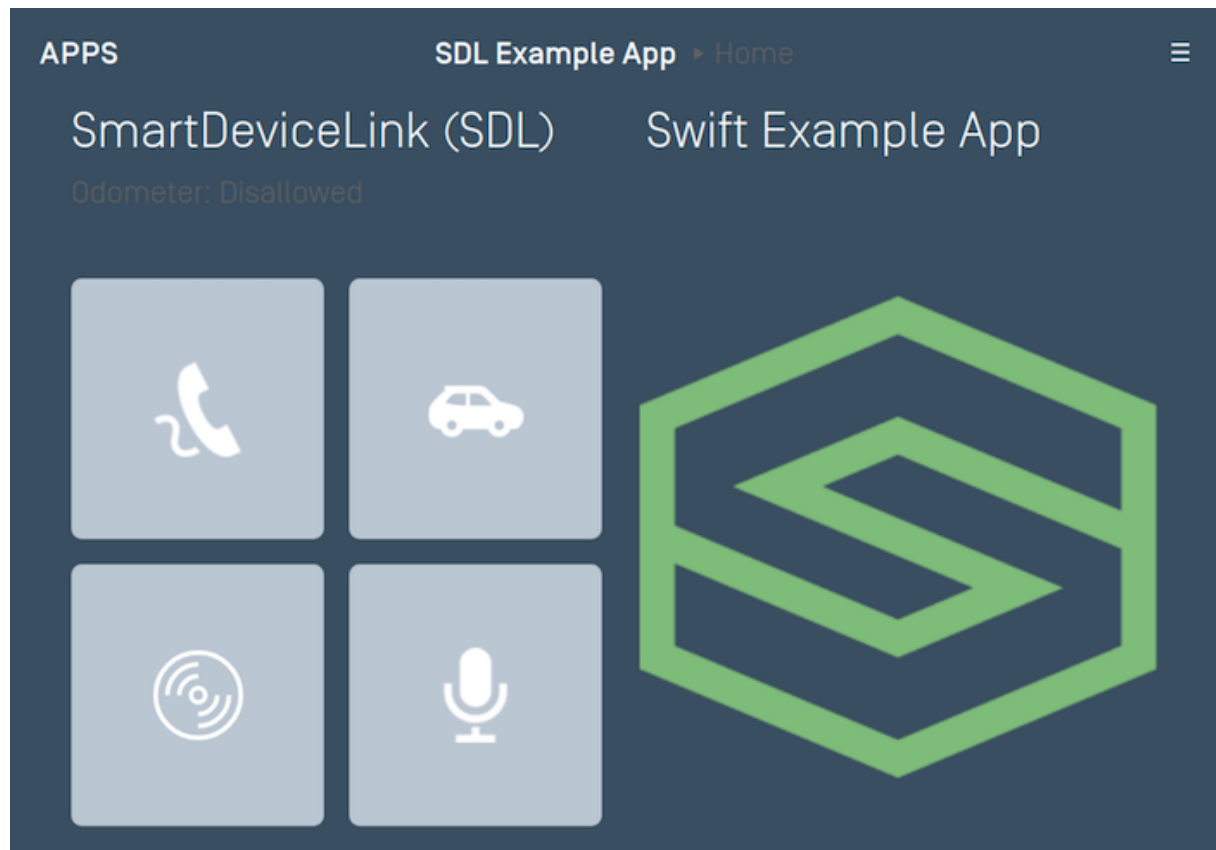 APPS SDL Example App ▸ Home
SmartDeviceLink (SDL) Swift Example App
Odometer: Disallowed